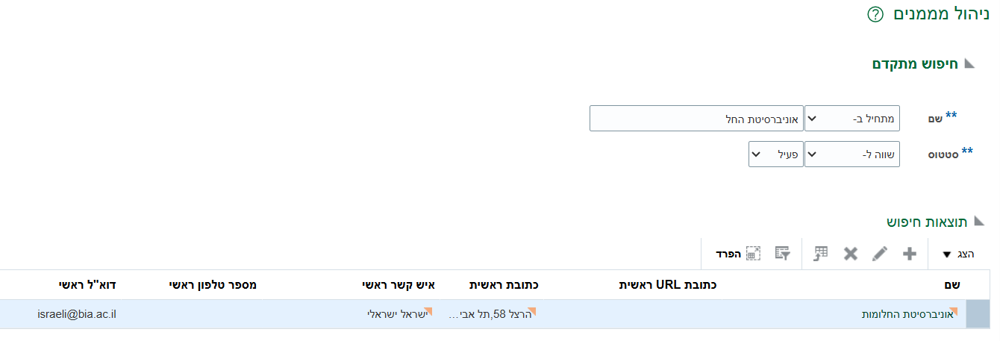 ניהול מממנים ?
חיפוש מתקדם
** שם מתחיל ב- אוניברסיטת החל
** סטטוס שווה ל- פעיל
תוצאות חיפוש
הצג הפרד
שם כתובת URL ראשית כתובת ראשית איש קשר ראשי מספר טלפון ראשי דוא"ל ראשי
אוניברסיטת החלומות הרצל 58,תל אבי... ישראל ישראלי israeli@bia.ac.il